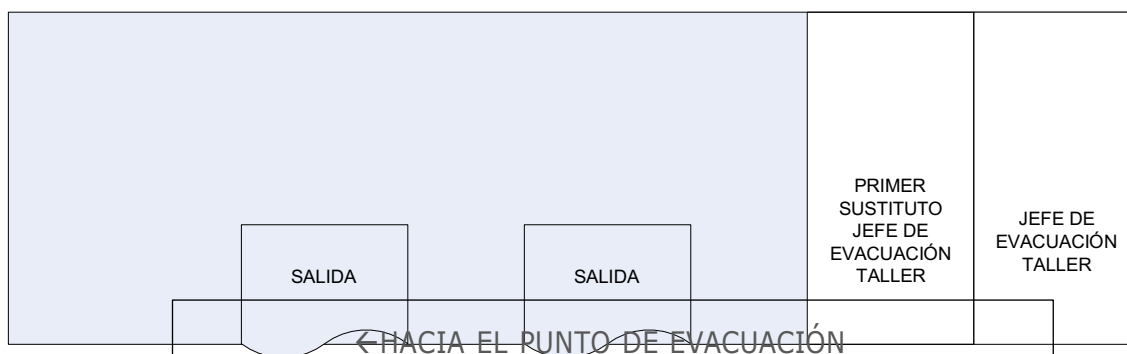 PRIMER
SUSTITUTO
JEFE DE
EVACUACIÓN
TALLER
JEFE DE
EVACUACIÓN
TALLER
SALIDA
SALIDA
←HACIA EL PUNTO DE EVACUACIÓN